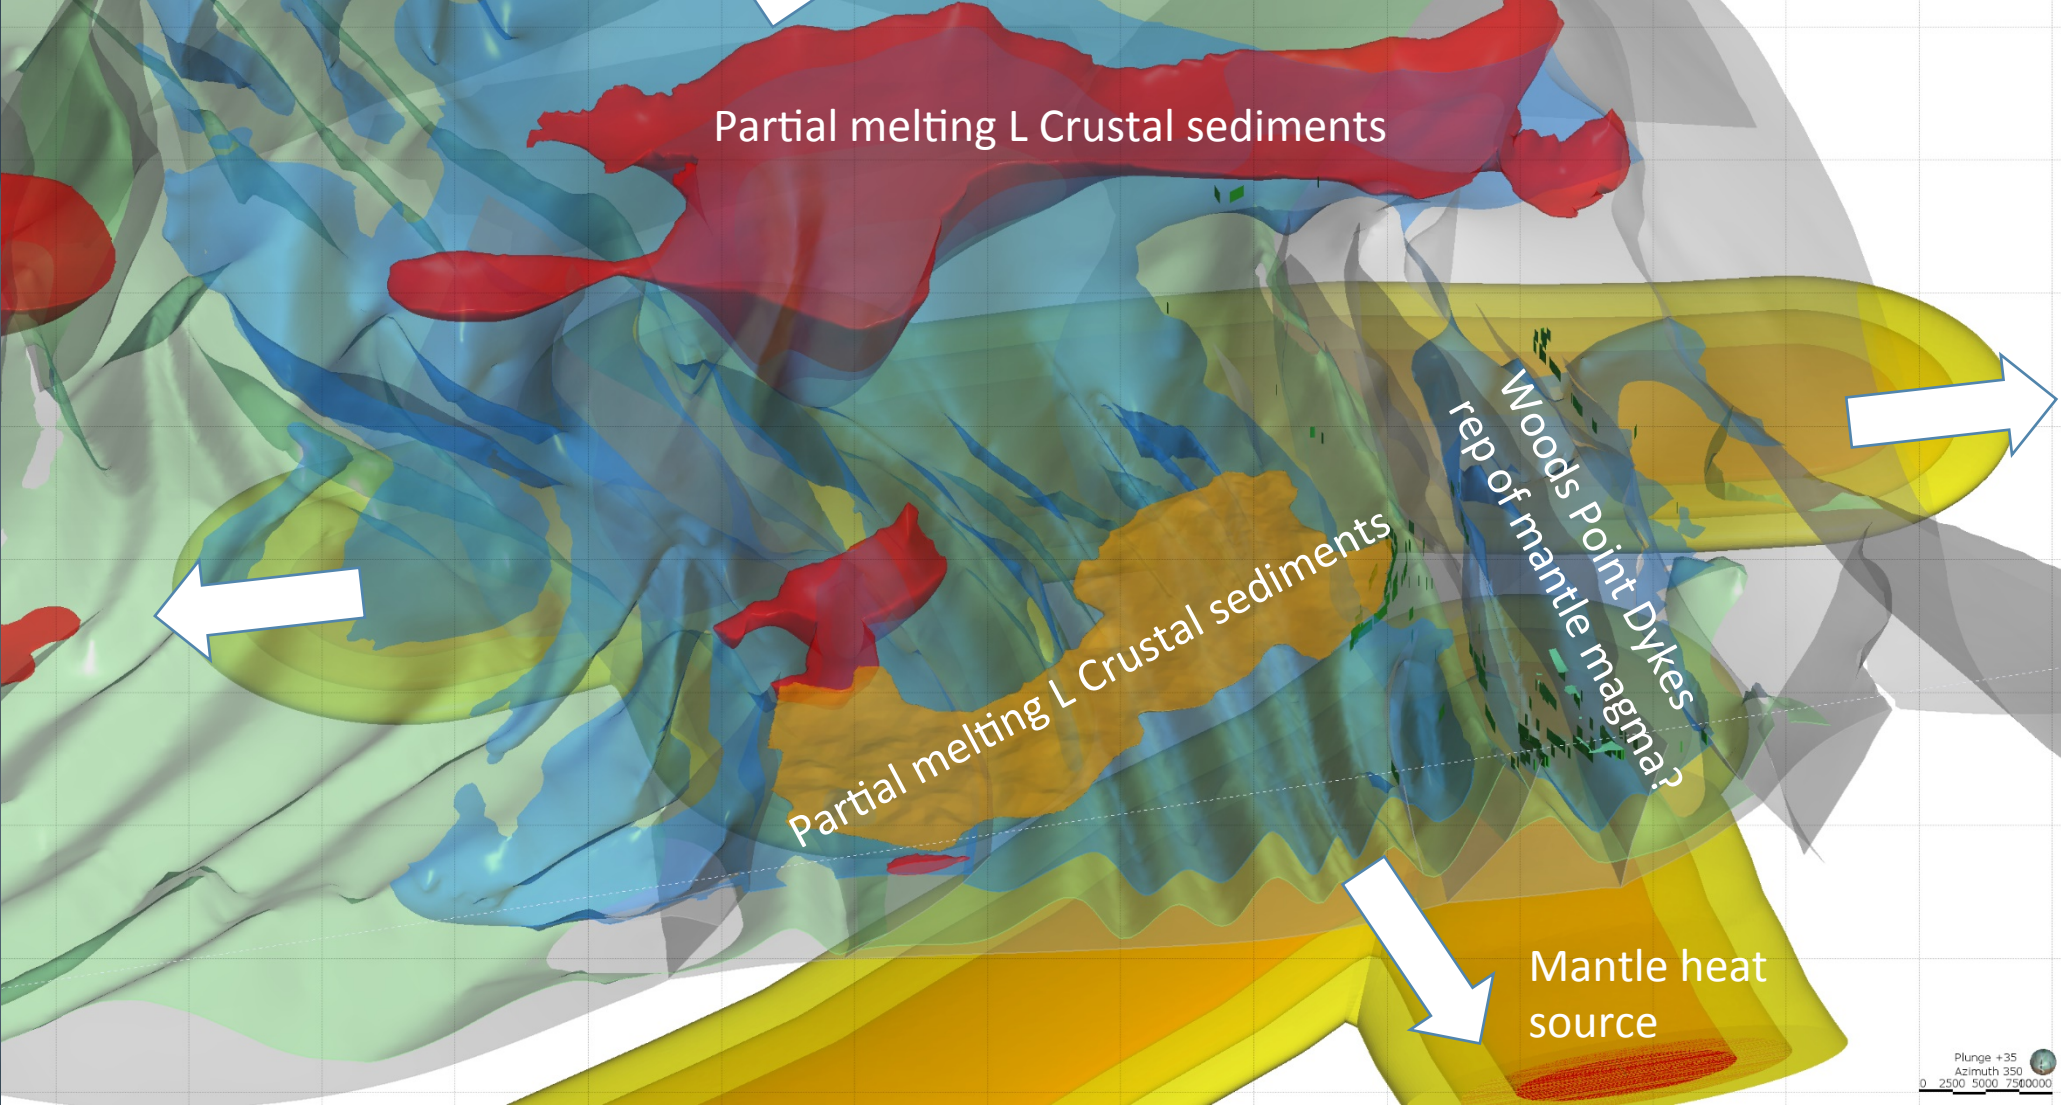 Partial melting L Crustal sediments
Woods Point Dykes
rep of mantle magma?
Partial melting L Crustal sediments
Mantle heat
source
Plunge +35
Azimuth 350
0 2500 5000 7500 10000